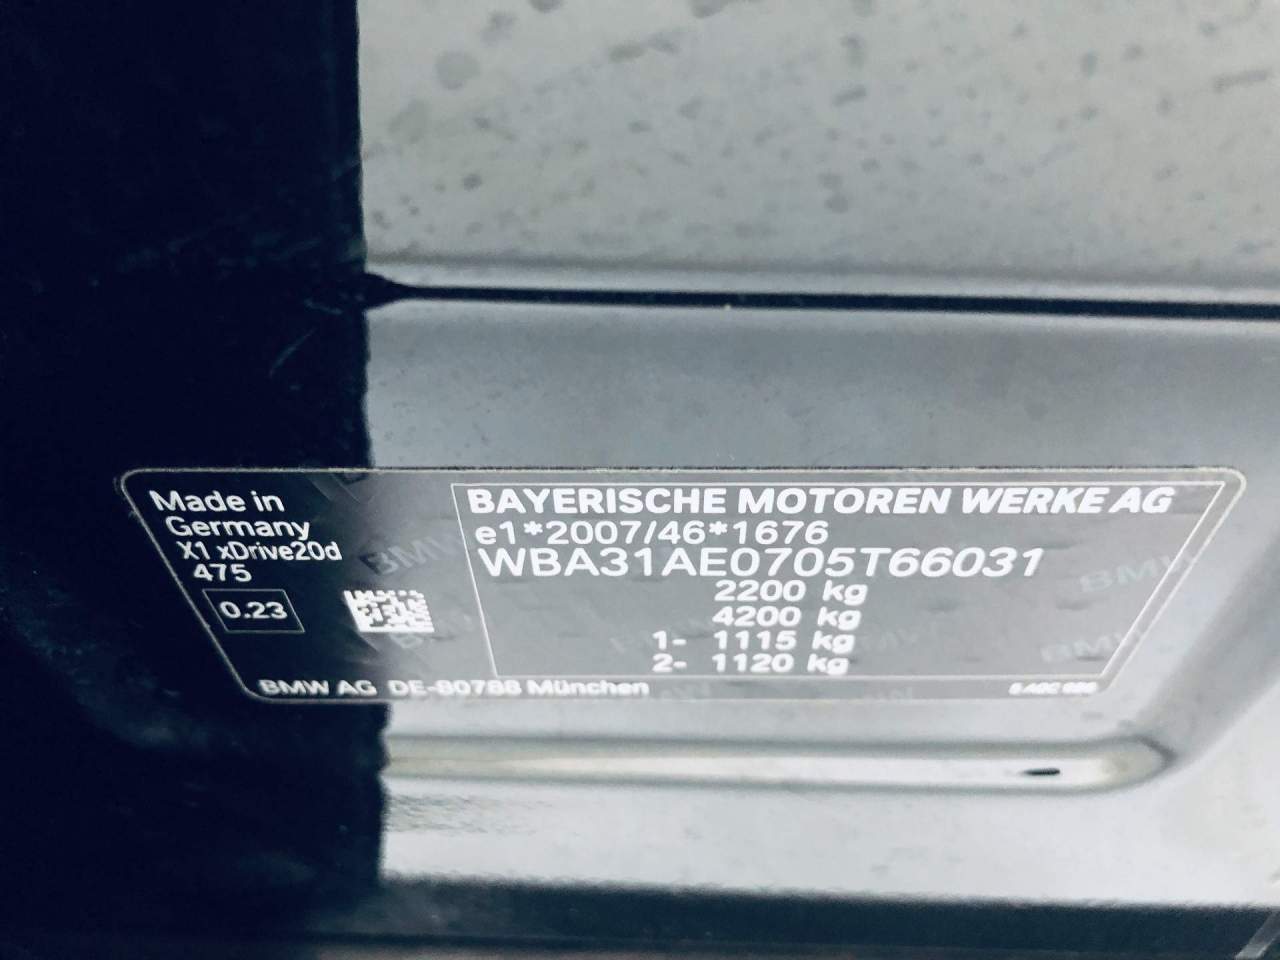 Made in
Germany
X1 xDrive20d
475
0.23
BAYERISCHE MOTOREN WERKE AG
e1*2007/46*1676
WBA31AE0705T66031
2200 kg
4200 kg
1- 1115 kg
2- 1120 kg
BMW AG DE-80788 München